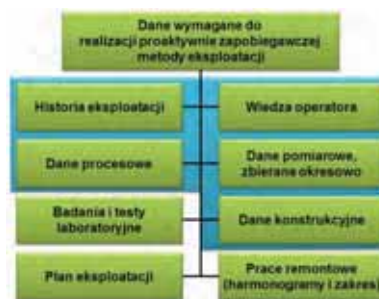 Dane wymagane do
realizacji proaktywnie zapobiegawczej
metody eksploatacji
Historia eksploatacji
Wiedza operatora
Dane procesowe
Dane pomiarowe,
zbierane okresowo
Badania i testy
laboratoryjne
Dane konstrukcyjne
Plan eksploatacji
Prace remontowe
(harmonogramy i zakres)